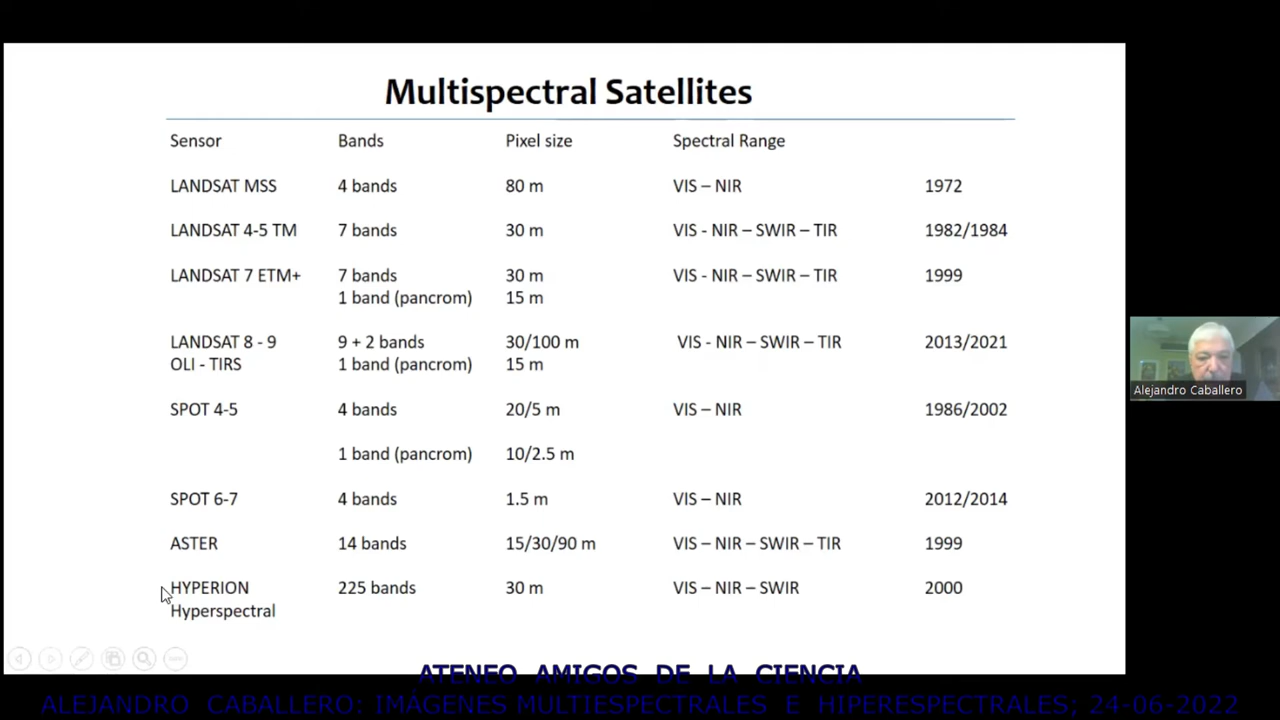 Multispectral Satellites
Sensor Bands Pixel size Spectral Range
LANDSAT MSS 4 bands 80 m VIS – NIR 1972
LANDSAT 4-5 TM 7 bands 30 m VIS - NIR – SWIR – TIR 1982/1984
LANDSAT 7 ETM+ 7 bands 30 m VIS - NIR – SWIR – TIR 1999
1 band (pancrom) 15 m
LANDSAT 8 - 9 9 + 2 bands 30/100 m VIS - NIR – SWIR – TIR 2013/2021
OLI - TIRS 1 band (pancrom) 15 m
SPOT 4-5 4 bands 20/5 m VIS – NIR 1986/2002
1 band (pancrom) 10/2.5 m
SPOT 6-7 4 bands 1.5 m VIS – NIR 2012/2014
ASTER 14 bands 15/30/90 m VIS – NIR – SWIR – TIR 1999
HYPERION 225 bands 30 m VIS – NIR – SWIR 2000
Hyperspectral
Alejandro Caballero
ATENEO AMIGOS DE LA CIENCIA
ALEJANDRO CABALLERO: IMÁGENES MULTIESPECTRALES E HIPERESPECTRALES; 24-06-2022